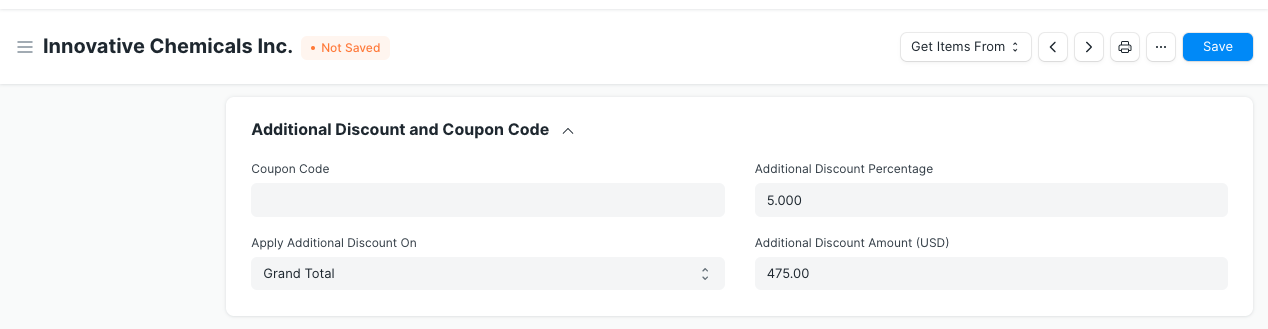 Innovative Chemicals Inc.
• Not Saved
Get Items From
Save
Additional Discount and Coupon Code
Coupon Code
Additional Discount Percentage
5.000
Apply Additional Discount On
Additional Discount Amount (USD)
Grand Total
475.00